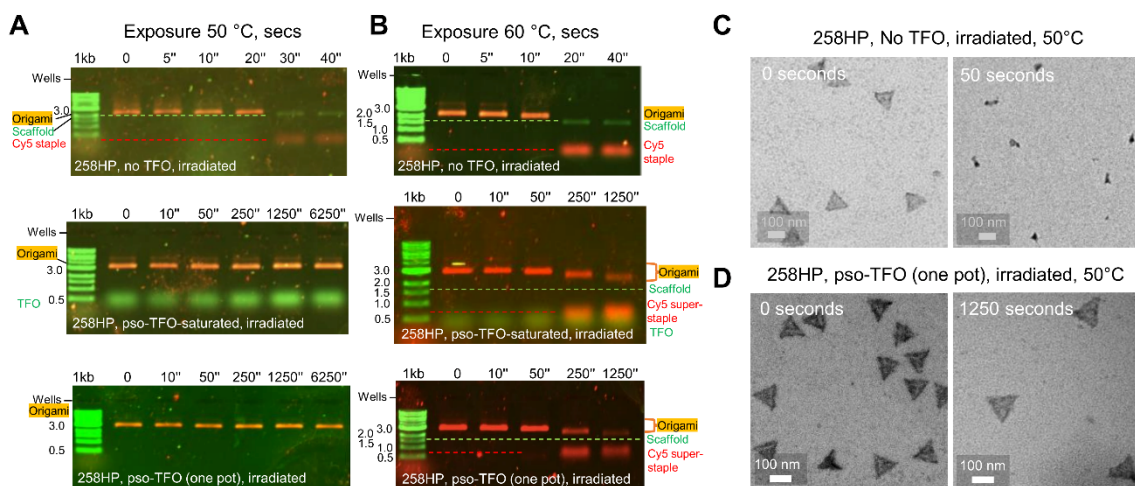 A
Exposure 50 °C, secs
1kb 0 5" 10" 20" 30" 40"
Wells
3.0
Origami
Scaffold
Cy5 staple
258HP, no TFO, irradiated
1kb 0 10" 50" 250" 1250" 6250"
Wells
Origami
3.0
0.5
TFO
258HP, pso-TFO-saturated, irradiated
1kb 0 10" 50" 250" 1250" 6250"
Wells
Origami
3.0
0.5
258HP, pso-TFO (one pot), irradiated
B
Exposure 60 °C, secs
1kb 0 5" 10" 20" 40"
Wells
3.0
2.0
1.5
1.0
0.5
Origami
Scaffold
Cy5
staple
258HP, no TFO, irradiated
1kb 0 10" 50" 250" 1250"
Wells
3.0
2.0
1.5
1.0
0.5
Origami
Scaffold
Cy5 super-
staple
TFO
258HP, pso-TFO-saturated, irradiated
1kb 0 10" 50" 250" 1250"
Wells
3.0
2.0
1.5
1.0
0.5
Origami
Scaffold
Cy5 super-
staple
258HP, pso-TFO (one pot), irradiated
C
258HP, No TFO, irradiated, 50°C
0 seconds
100 nm
50 seconds
100 nm
D
258HP, pso-TFO (one pot), irradiated, 50°C
0 seconds
100 nm
1250 seconds
100 nm